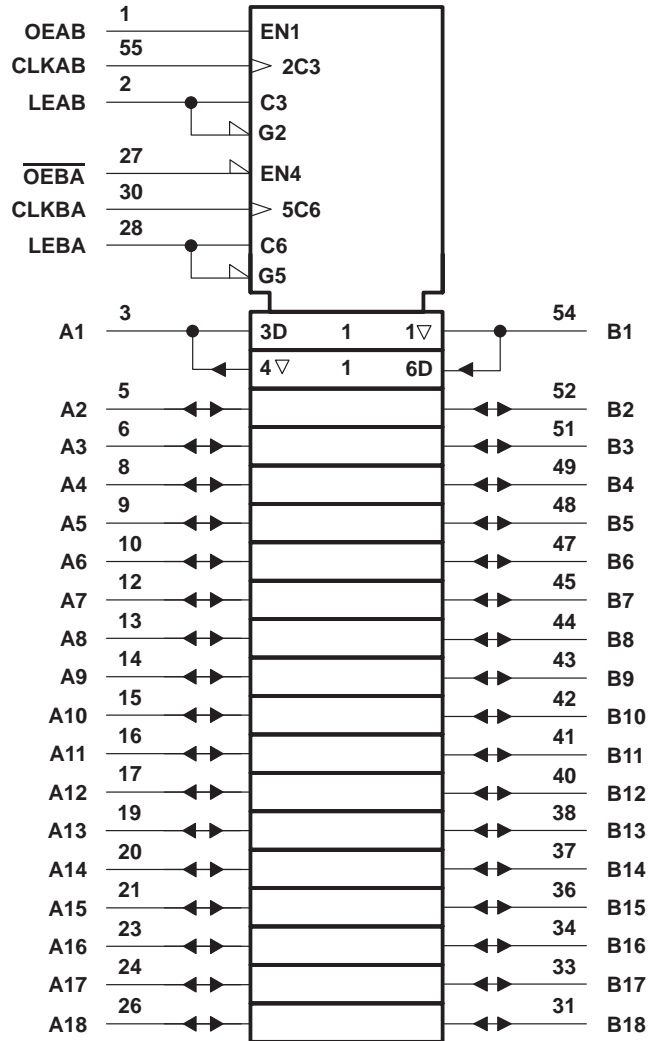 1
OEAB EN1
55
CLKAB 2C3
2
LEAB C3
G2
27
OEBA EN4
30
CLKBA 5C6
28
LEBA C6
G5
3 54
A1 3D 1 1▽ B1
4▽ 1 6D
5 52
A2 B2
6 51
A3 B3
8 49
A4 B4
9 48
A5 B5
10 47
A6 B6
12 45
A7 B7
13 44
A8 B8
14 43
A9 B9
15 42
A10 B10
16 41
A11 B11
17 40
A12 B12
19 38
A13 B13
20 37
A14 B14
21 36
A15 B15
23 34
A16 B16
24 33
A17 B17
26 31
A18 B18